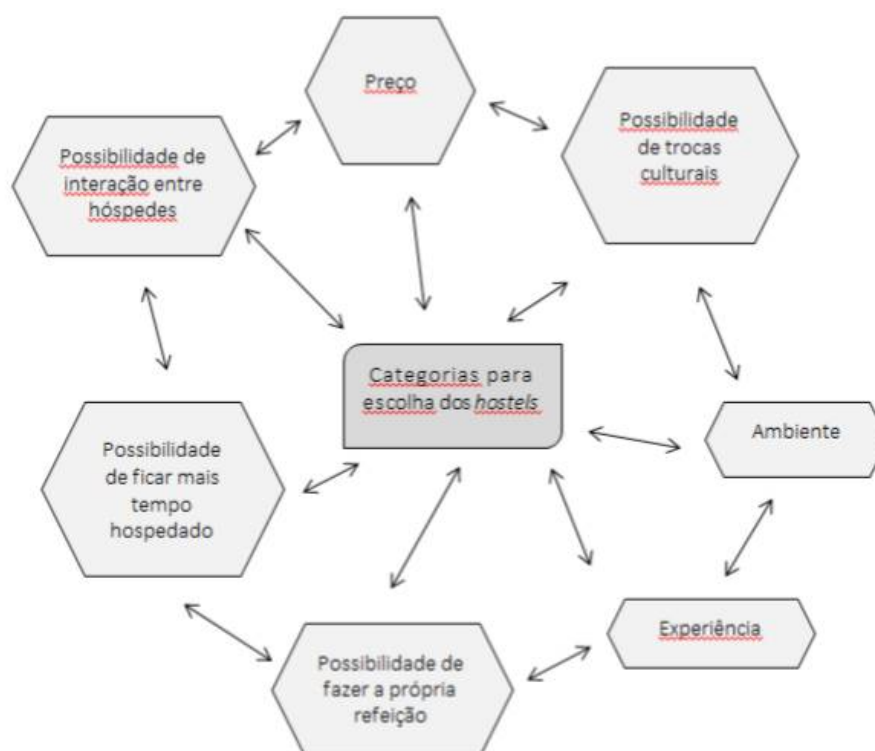 Preço
Possibilidade
de trocas
culturais
Possibilidade de
interação entre
hóspedes
Categorias para
escolha dos hostels
Ambiente
Possibilidade
de ficar mais
tempo
hospedado
Experiência
Possibilidade de
fazer a própria
refeição